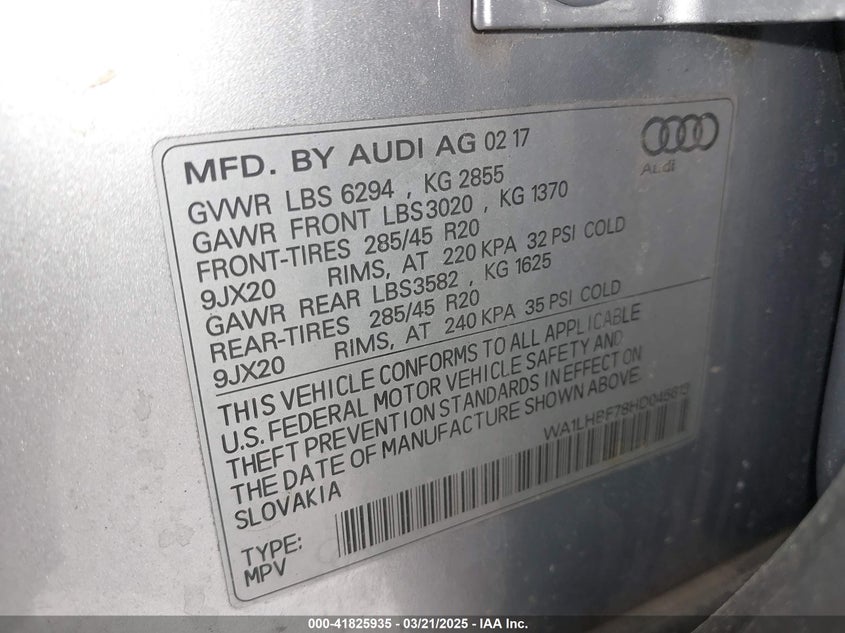 MFD. BY AUDI AG 02 17
Audi
GVWR LBS 6294 , KG 2855
GAWR FRONT LBS3020 , KG 1370
FRONT-TIRES 285/45 R20
9JX20 RIMS, AT 220 KPA 32 PSI COLD
GAWR REAR LBS3582 , KG 1625
REAR-TIRES 285/45 R20
9JX20 RIMS, AT 240 KPA 35 PSI COLD
THIS VEHICLE CONFORMS TO ALL APPLICABLE
U.S. FEDERAL MOTOR VEHICLE SAFETY AND
THEFT PREVENTION STANDARDS IN EFFECT ON
THE DATE OF MANUFACTURE SHOWN ABOVE.
SLOVAKIA
TYPE:
MPV
000-41825935 - 03/21/2025 - IAA Inc.